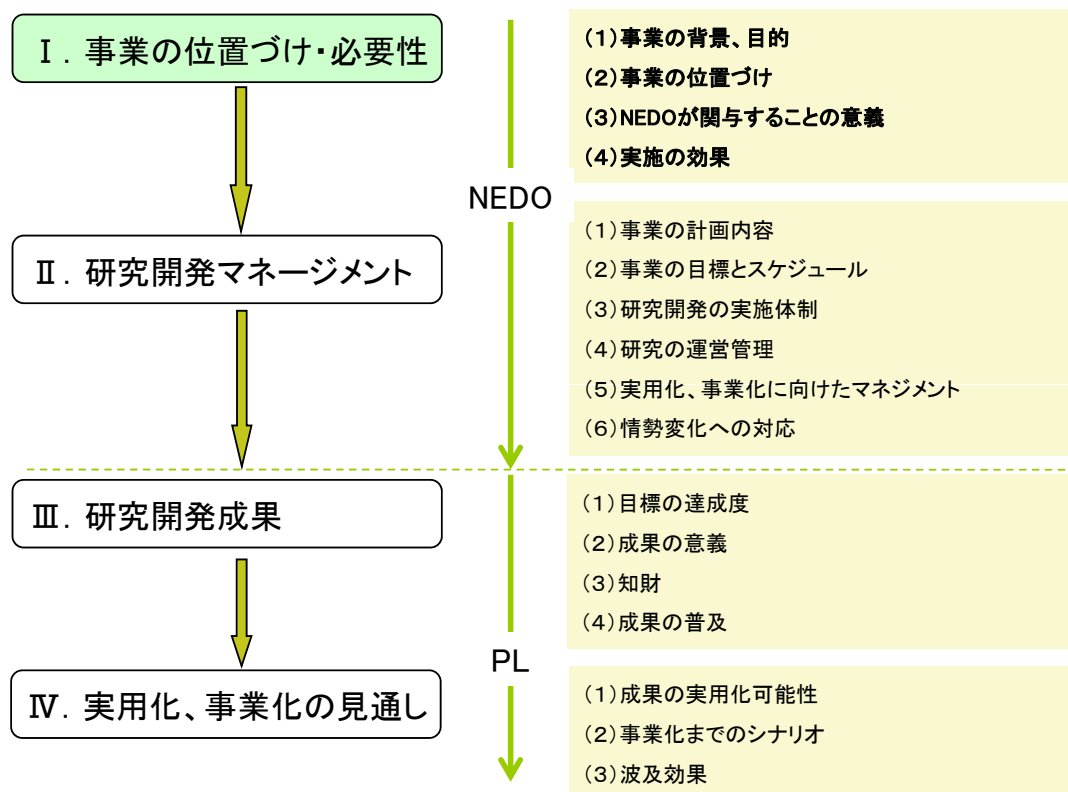 Ⅰ. 事業の位置づけ・必要性
(1)事業の背景、目的
(2)事業の位置づけ
(3)NEDOが関与することの意義
(4)実施の効果
NEDO
Ⅱ. 研究開発マネージメント
(1)事業の計画内容
(2)事業の目標とスケジュール
(3)研究開発の実施体制
(4)研究の運営管理
(5)実用化、事業化に向けたマネジメント
(6)情勢変化への対応
Ⅲ. 研究開発成果
(1)目標の達成度
(2)成果の意義
(3)知財
(4)成果の普及
PL
Ⅳ. 実用化、事業化の見通し
(1)成果の実用化可能性
(2)事業化までのシナリオ
(3)波及効果